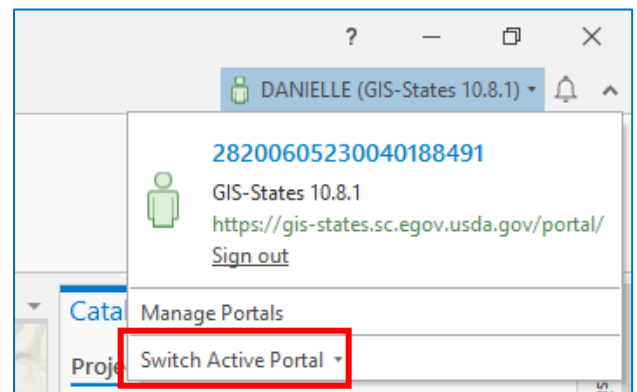 ?
DANIELLE (GIS-States 10.8.1)
28200605230040188491
GIS-States 10.8.1
https://gis-states.sc.egov.usda.gov/portal/
Sign out
Cata
Manage Portals
Proje
Switch Active Portal